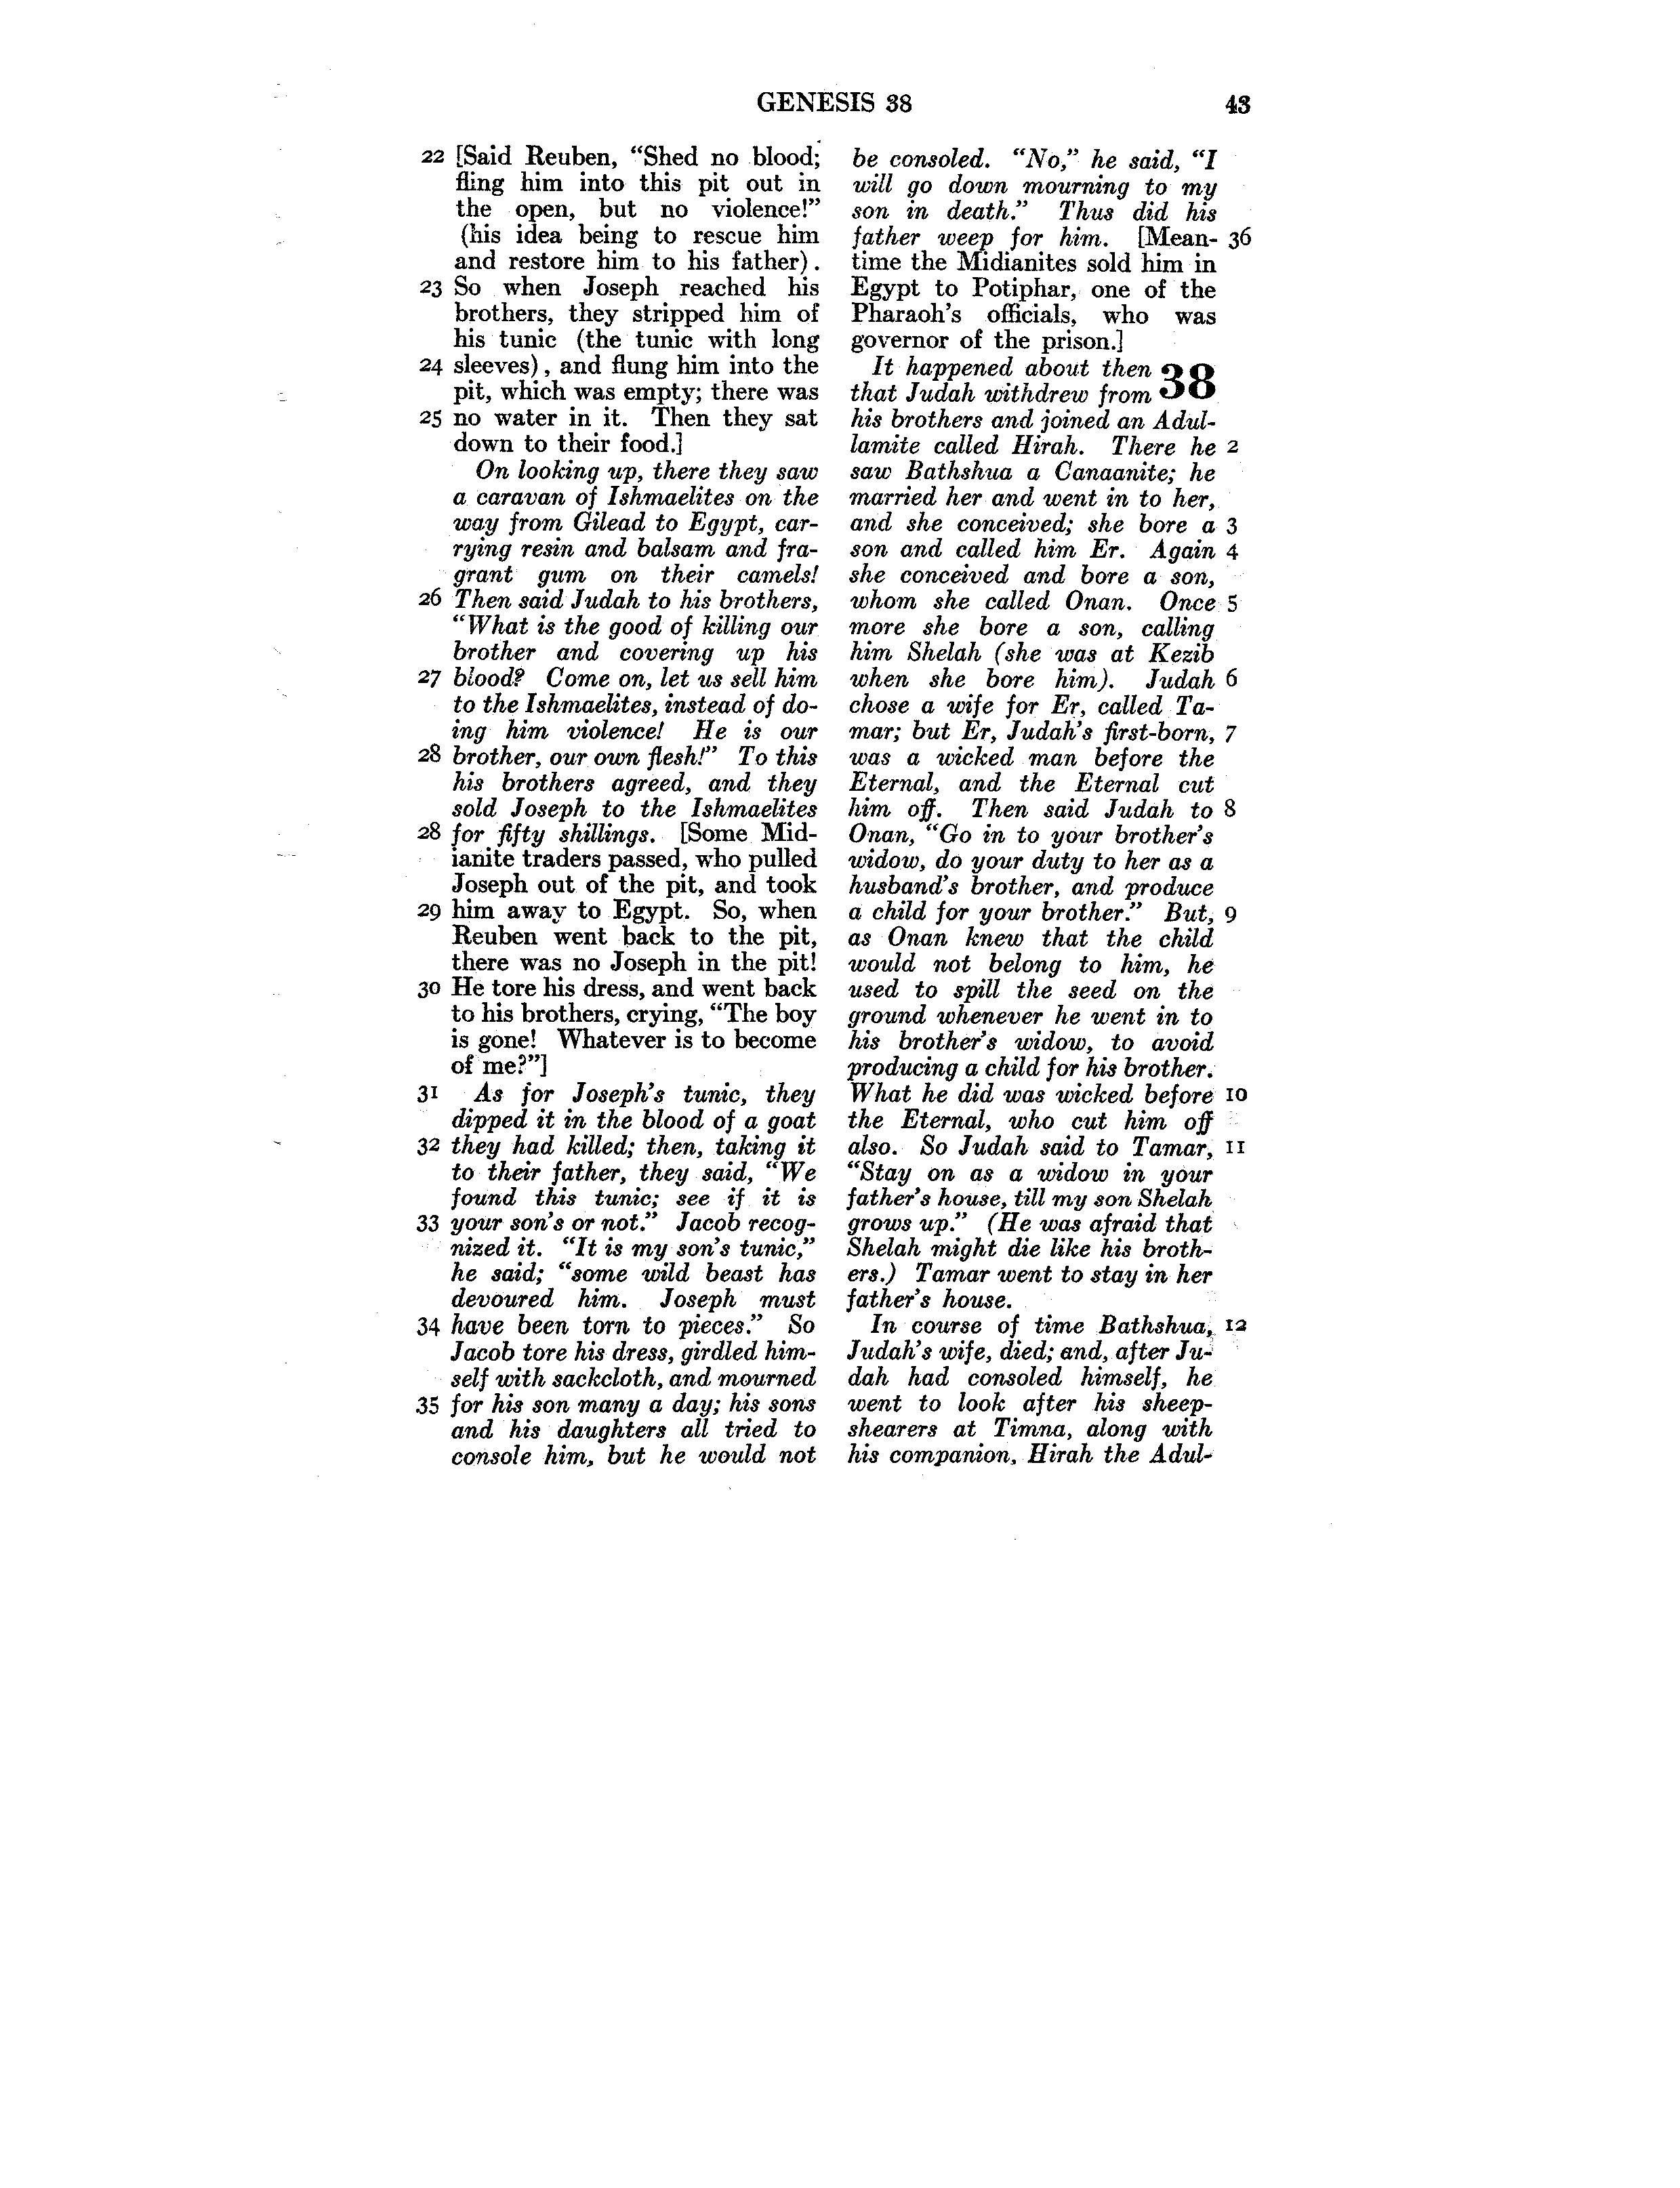 GENESIS 38
43
22 [Said Reuben, “Shed no blood;
fling him into this pit out in
the open, but no violence!”
(his idea being to rescue him
and restore him to his father).
23 So when Joseph reached his
brothers, they stripped him of
his tunic (the tunic with long
24 sleeves), and flung him into the
pit, which was empty; there was
25 no water in it. Then they sat
down to their food.]
On looking up, there they saw
a caravan of Ishmaelites on the
way from Gilead to Egypt, car-
rying resin and balsam and fra-
grant gum on their camels!
26 Then said Judah to his brothers,
“What is the good of killing our
brother and covering up his
27 blood? Come on, let us sell him
to the Ishmaelites, instead of do-
ing him violence! He is our
28 brother, our own flesh!” To this
his brothers agreed, and they
sold Joseph to the Ishmaelites
28 for fifty shillings. [Some Mid-
ianite traders passed, who pulled
Joseph out of the pit, and took
29 him away to Egypt. So, when
Reuben went back to the pit,
there was no Joseph in the pit!
30 He tore his dress, and went back
to his brothers, crying, “The boy
is gone! Whatever is to become
of me?”]
31 As for Joseph's tunic, they
dipped it in the blood of a goat
32 they had killed; then, taking it
to their father, they said, “We
found this tunic; see if it is
33 your son's or not.” Jacob recog-
nized it. “It is my son's tunic,”
he said; “some wild beast has
devoured him. Joseph must
34 have been torn to pieces.” So
Jacob tore his dress, girdled him-
self with sackcloth, and mourned
35 for his son many a day; his sons
and his daughters all tried to
console him, but he would not
be consoled. “No,” he said, “I
will go down mourning to my
son in death.” Thus did his
father weep for him. [Mean- 36
time the Midianites sold him in
Egypt to Potiphar, one of the
Pharaoh's officials, who was
governor of the prison.]
It happened about then 38
that Judah withdrew from
his brothers and joined an Adul-
lamite called Hirah. There he 2
saw Bathshua a Canaanite; he
married her and went in to her,
and she conceived; she bore a 3
son and called him Er. Again 4
she conceived and bore a son,
whom she called Onan. Once 5
more she bore a son, calling
him Shelah (she was at Kezib
when she bore him). Judah 6
chose a wife for Er, called Ta-
mar; but Er, Judah's first-born, 7
was a wicked man before the
Eternal, and the Eternal cut
him off. Then said Judah to 8
Onan, “Go in to your brother's
widow, do your duty to her as a
husband's brother, and produce
a child for your brother.” But, 9
as Onan knew that the child
would not belong to him, he
used to spill the seed on the
ground whenever he went in to
his brother's widow, to avoid
producing a child for his brother.
What he did was wicked before 10
the Eternal, who cut him off
also. So Judah said to Tamar, 11
“Stay on as a widow in your
father's house, till my son Shelah
grows up.” (He was afraid that
Shelah might die like his broth-
ers.) Tamar went to stay in her
father's house.
In course of time Bathshua, 12
Judah's wife, died; and, after Ju-
dah had consoled himself, he
went to look after his sheep-
shearers at Timna, along with
his companion, Hirah the Adul-